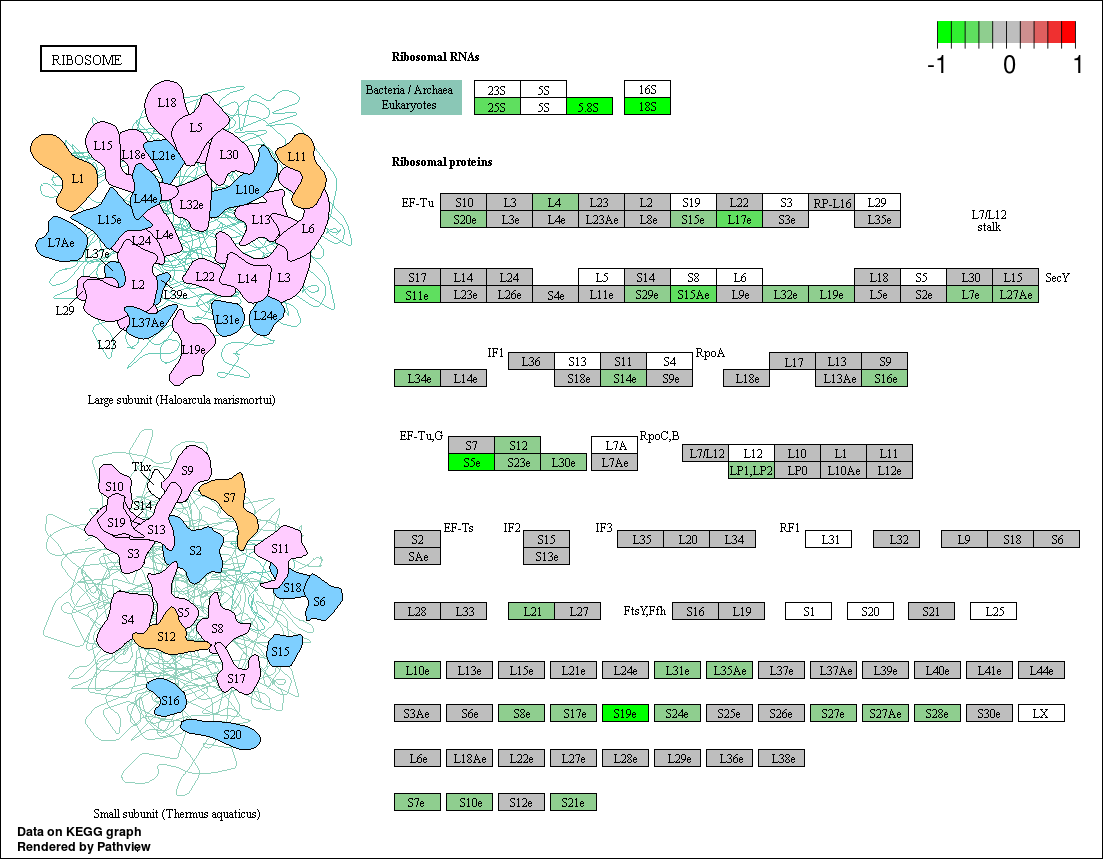 RIBOSOME
Ribosomal RNAs
-1 0 1
Bacteria / Archaea 23S 5S 16S
Eukaryotes 25S 5S 5.8S 18S
Ribosomal proteins
EF-Tu S10 L3 L4 L23 L2 S19 L22 S3 RP-L16 L29
S20e L3e L4e L23Ae L8e S15e L17e S3e L35e
L7/L12
stalk
S17 L14 L24 L5 S14 S8 L6 L18 S5 L30 L15 SecY
S11e L23e L26e S4e L11e S29e S15Ae L9e L32e L19e L5e S2e L7e L27Ae
IF1 L36 S13 S11 S4 RpoA L17 L13 S9
L34e L14e S18e S14e S9e L18e L13Ae S16e
EF-Tu,G S7 S12 L7A RpoC,B L7/L12 L12 L10 L1 L11
S5e S23e L30e L7Ae LP1,LP2 LP0 L10Ae L12e
S2 EF-Ts IF2 S15 IF3 L35 L20 L34 RF1 L31 L32 L9 S18 S6
SAe S13e
L28 L33 L21 L27 FtsY,Ffh S16 L19 S1 S20 S21 L25
L10e L13e L15e L21e L24e L31e L35Ae L37e L37Ae L39e L40e L41e L44e
S3Ae S6e S8e S17e S19e S24e S25e S26e S27e S27Ae S28e S30e LX
L6e L18Ae L22e L27e L28e L29e L36e L38e
S7e S10e S12e S21e
L18
L5
L15
L18e
L21e
L30
L11
L1
L10e
L44e
L32e
L15e
L13
L6
L7Ae
L24
L4e
L37e
L2
L22
L14
L3
L39e
L29
L37Ae
L31e
L24e
L23
L19e
Large subunit (Haloarcula marismortui)
Thx
S9
S10
S7
S14
S19
S13
S3
S2
S11
S18
S6
S4
S5
S8
S12
S15
S17
S16
S20
Small subunit (Thermus aquaticus)
Data on KEGG graph
Rendered by Pathview